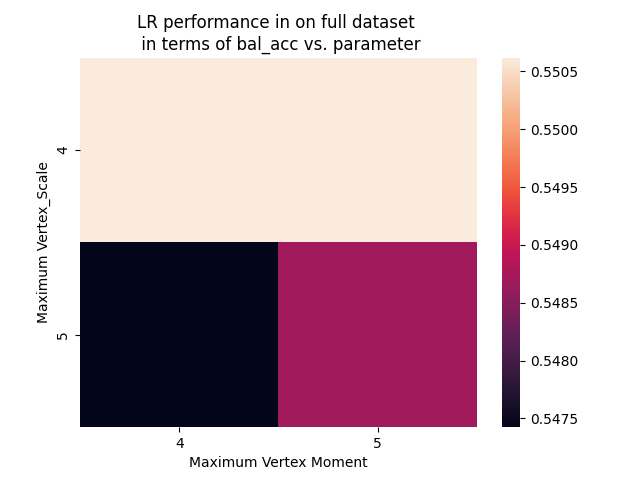 LR performance in on full dataset
in terms of bal_acc vs. parameter
Maximum Vertex_Scale
4
5
4
5
Maximum Vertex Moment
0.5505
0.5500
0.5495
0.5490
0.5485
0.5480
0.5475